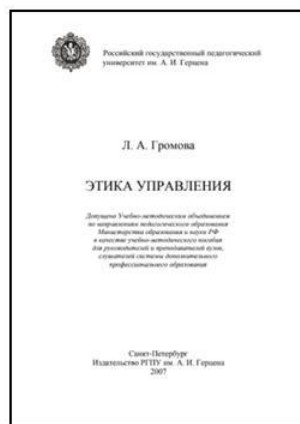 Российский государственный педагогический
университет им. А. И. Герцена
Л. А. Громова
ЭТИКА УПРАВЛЕНИЯ
Допущено Учебно-методическим объединением
по направлениям педагогического образования
Министерства образования и науки РФ
в качестве учебно-методического пособия
для руководителей и преподавателей вузов,
слушателей системы дополнительного
профессионального образования
Санкт-Петербург
Издательство РГПУ им. А. И. Герцена
2007